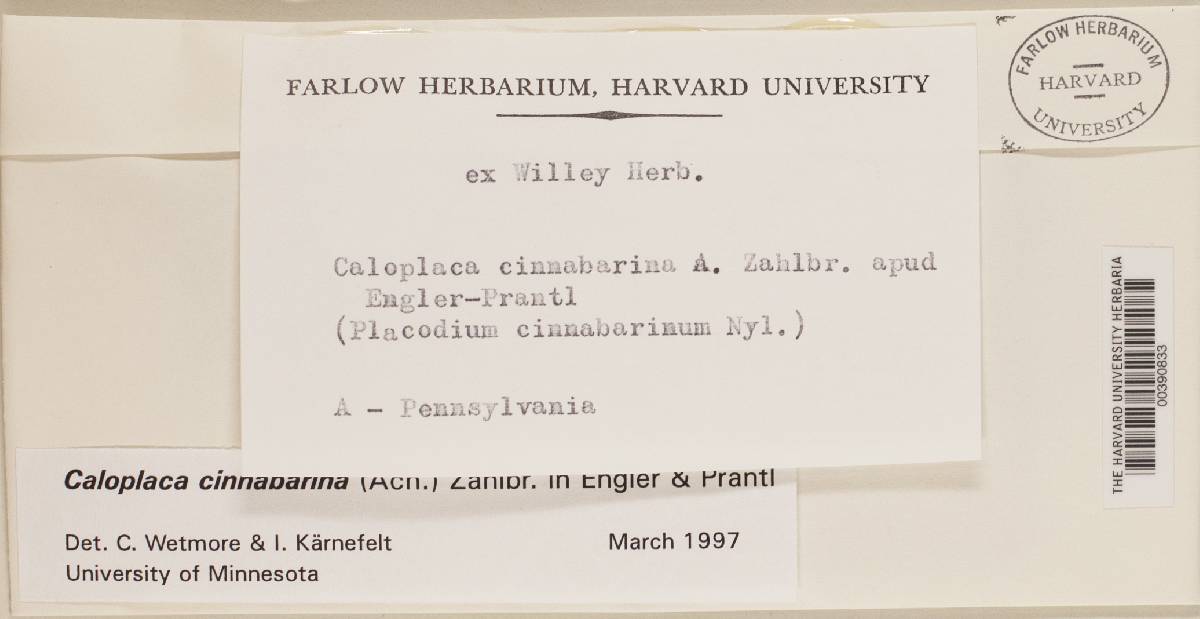 FARLOW HERBARIUM, HARVARD UNIVERSITY
ex Willey Herb.
Caloplaca cinnabarina A. Zahlbr. apud
Engler-Prantl
(Placodium cinnabarinum Nyl.)
A - Pennsylvania
FARLOW HERBARIUM
HARVARD
UNIVERSITY
THE HARVARD UNIVERSITY HERBARIA
00390833
Caloplaca cinnabarina (Ach.) Zahlbr. in Engler & Prantl
Det. C. Wetmore & I. Kärnefelt March 1997
University of Minnesota